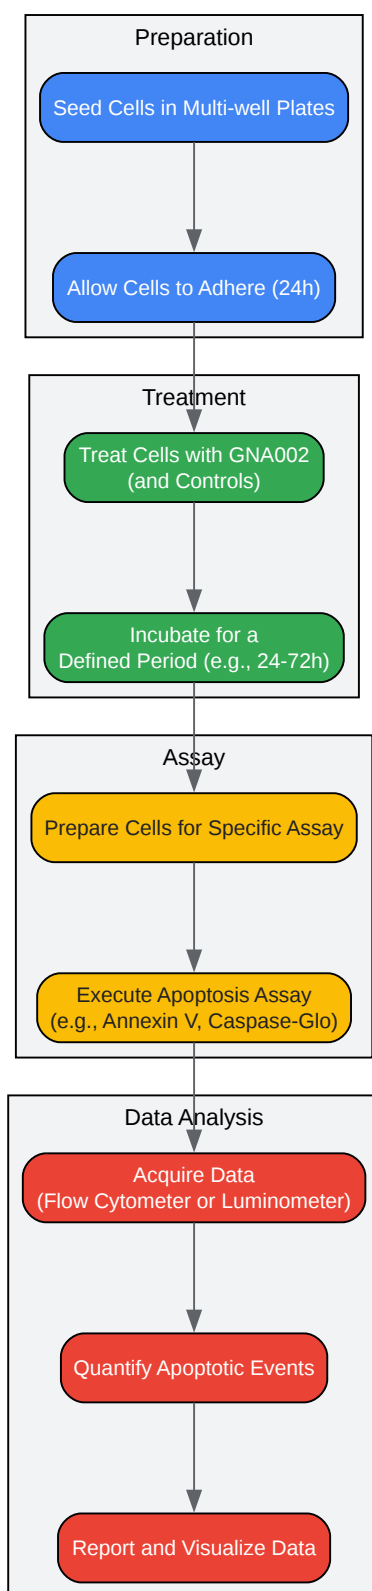 Preparation
Seed Cells in Multi-well Plates
Allow Cells to Adhere (24h)
Treatment
Treat Cells with GNA002
(and Controls)
Incubate for a
Defined Period (e.g., 24-72h)
Assay
Prepare Cells for Specific Assay
Execute Apoptosis Assay
(e.g., Annexin V, Caspase-Glo)
Data Analysis
Acquire Data
(Flow Cytometer or Luminometer)
Quantify Apoptotic Events
Report and Visualize Data